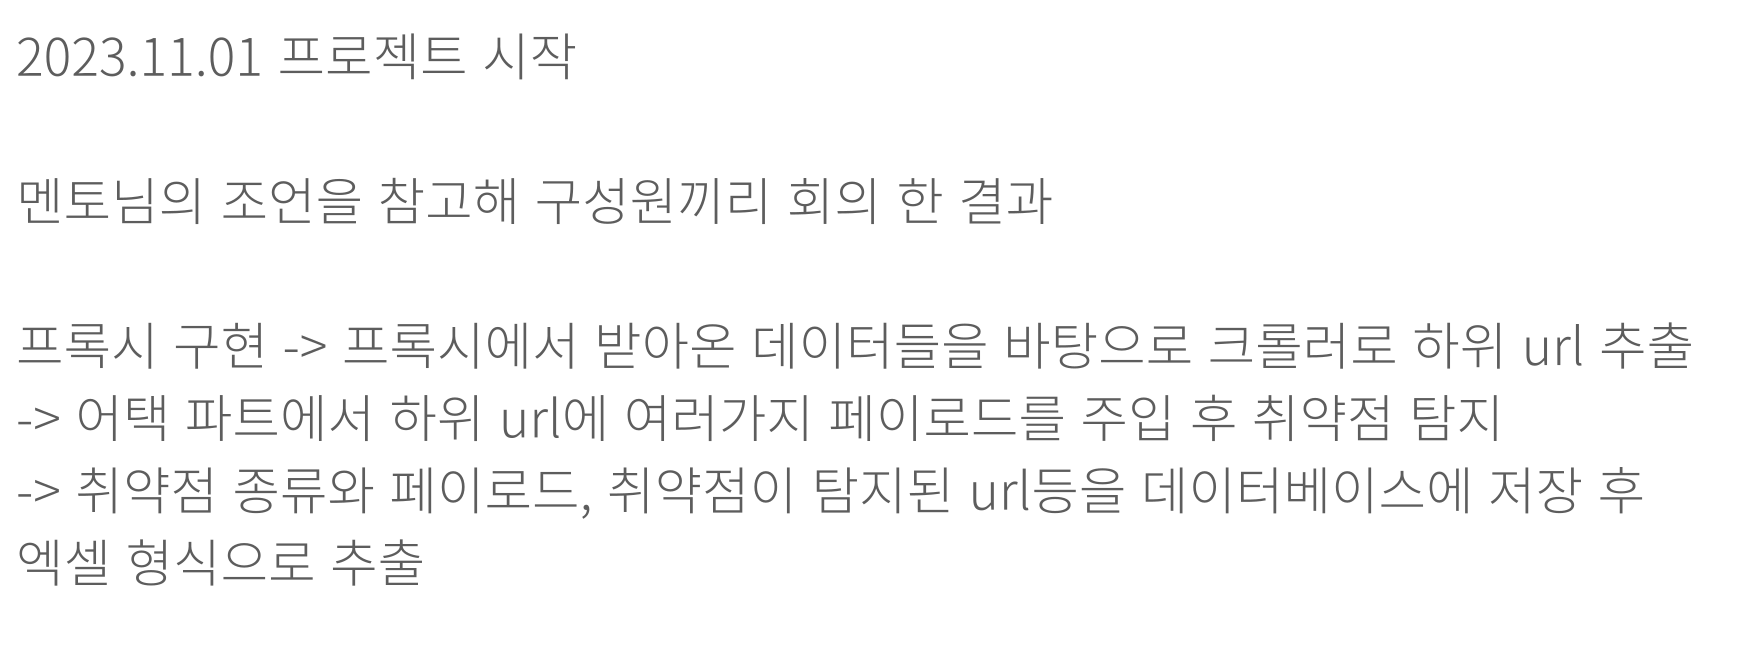 2023.11.01 프로젝트 시작
멘토님의 조언을 참고해 구성원끼리 회의 한 결과
프록시 구현 -> 프록시에서 받아온 데이터들을 바탕으로 크롤러로 하위 url 추출
-> 어택 파트에서 하위 url에 여러가지 페이로드를 주입 후 취약점 탐지
-> 취약점 종류와 페이로드, 취약점이 탐지된 url등을 데이터베이스에 저장 후
엑셀 형식으로 추출